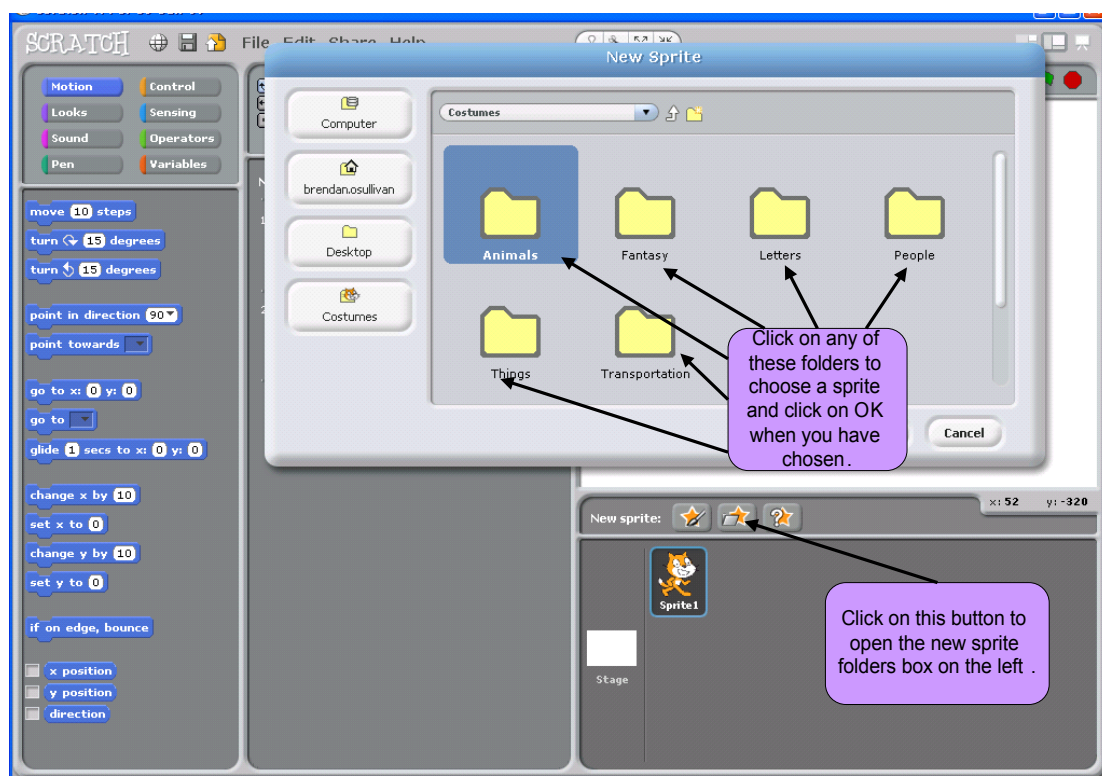 SCRATCH
File Edit Share Help
New Sprite
Motion
Control
Looks
Sensing
Sound
Operators
Pen
Variables
move 10 steps
turn 15 degrees
turn 15 degrees
point in direction 90
point towards
go to x: 0 y: 0
go to
glide 1 secs to x: 0 y: 0
change x by 10
set x to 0
change y by 10
set y to 0
if on edge, bounce
x position
y position
direction
Computer
brendan.osullivan
Desktop
Costumes
Costumes
Animals
Fantasy
Letters
People
Things
Transportation
Click on any of
these folders to
choose a sprite
and click on OK
when you have
chosen.
Cancel
x: 52 y: -320
New sprite:
Sprite1
Stage
Click on this button to
open the new sprite
folders box on the left .